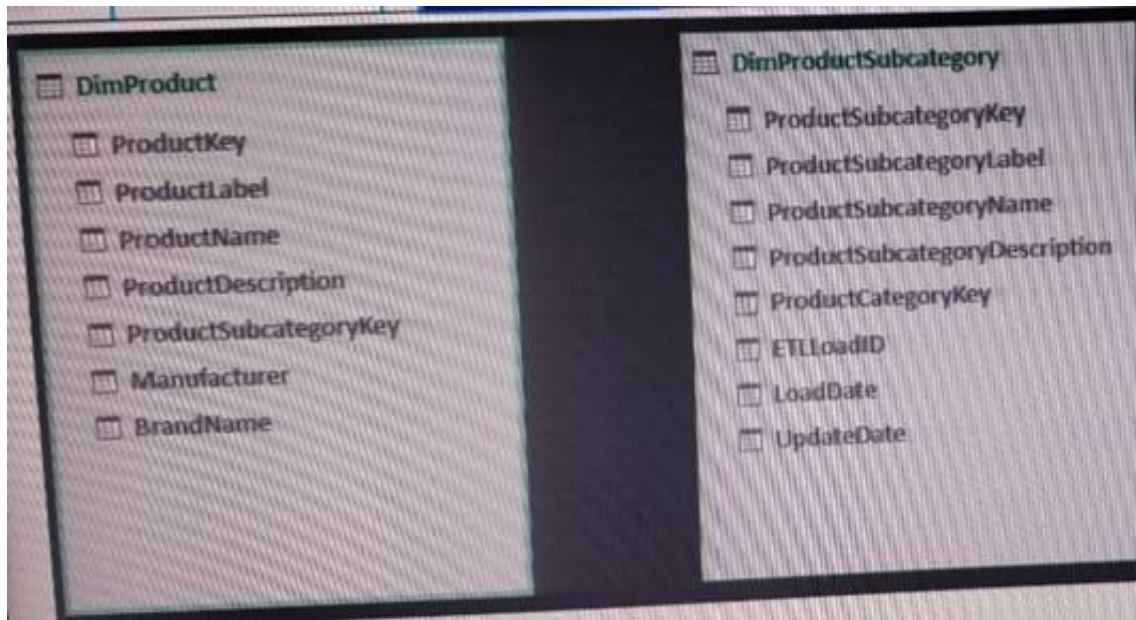 DimProduct
ProductKey
ProductLabel
ProductName
ProductDescription
ProductSubcategoryKey
Manufacturer
BrandName
DimProductSubcategory
ProductSubcategoryKey
ProductSubcategoryLabel
ProductSubcategoryName
ProductSubcategoryDescription
ProductCategoryKey
ETLLoadID
LoadDate
UpdateDate